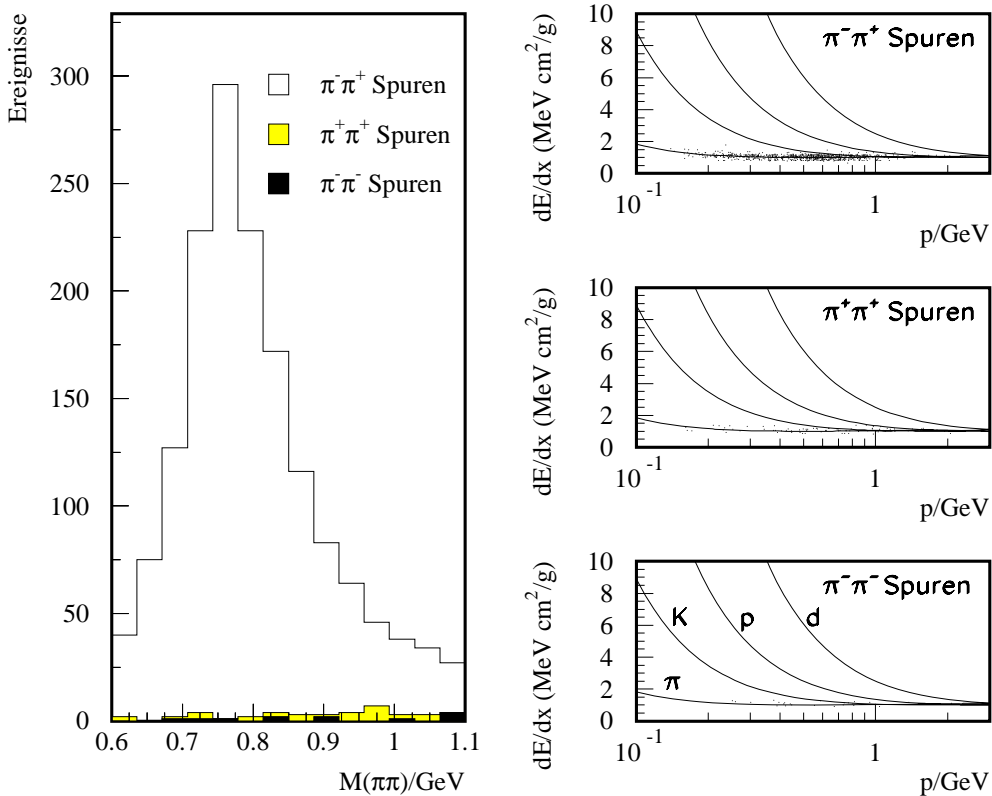 Ereignisse
300
250
200
150
100
50
0
π⁻π⁺ Spuren
π⁺π⁺ Spuren
π⁻π⁻ Spuren
0.6 0.7 0.8 0.9 1 1.1
M(ππ)/GeV
dE/dx (MeV cm²/g)
10
8
6
4
2
0
π⁻π⁺ Spuren
10⁻¹ 1
p/GeV
dE/dx (MeV cm²/g)
10
8
6
4
2
0
π⁺π⁺ Spuren
10⁻¹ 1
p/GeV
dE/dx (MeV cm²/g)
10
8
6
4
2
0
π⁻π⁻ Spuren
K p d
π
10⁻¹ 1
p/GeV